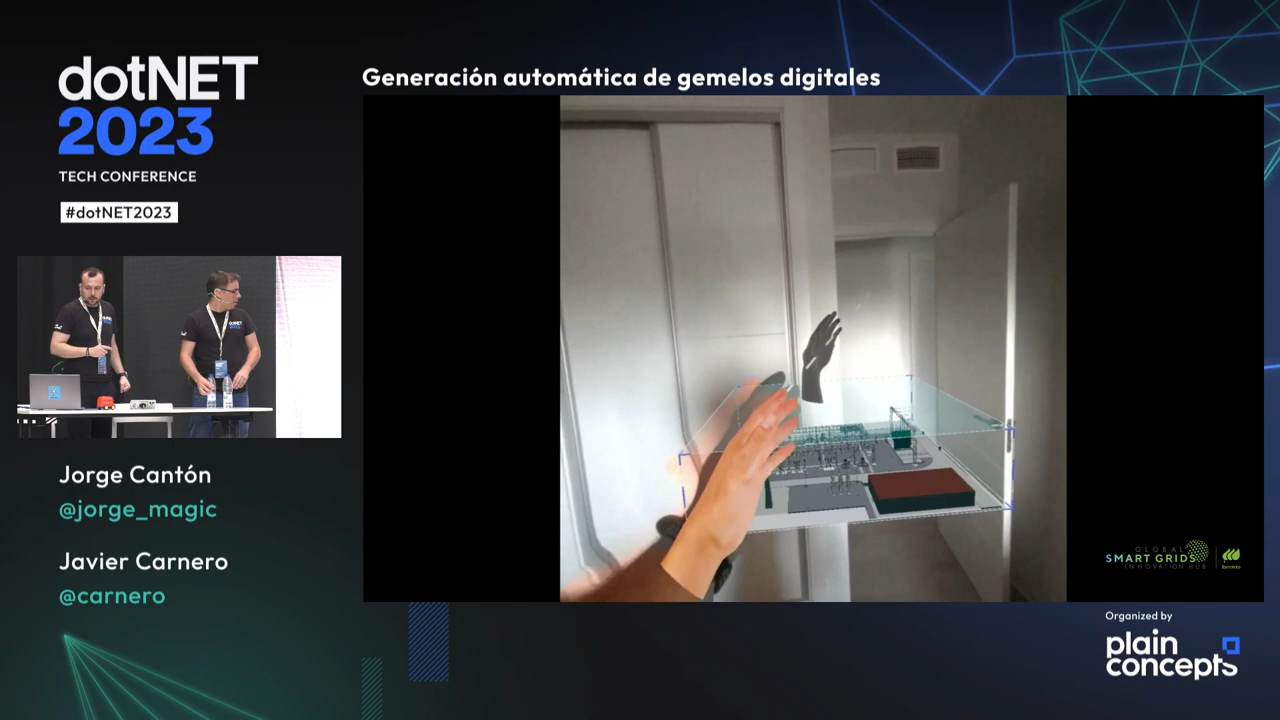 dotNET
2023
TECH CONFERENCE
#dotNET2023
Generación automática de gemelos digitales
Jorge Cantón
@jorge_magic
Javier Carnero
@carnero
GLOBAL
SMART GRIDS
INNOVATION HUB
Iberdrola
Organized by
plain
concepts